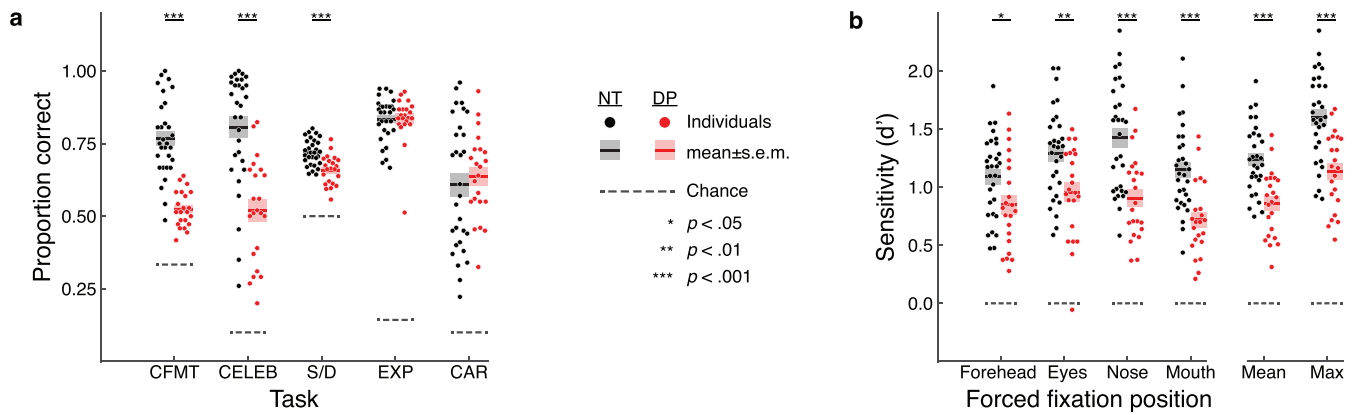 a
*** *** ***
1.00
0.75
0.50
0.25
Proportion correct
CFMT CELEB S/D EXP CAR
Task
NT DP
Individuals
mean±s.e.m.
Chance
* p < .05
** p < .01
*** p < .001
b
* ** *** *** *** ***
2.0
1.5
1.0
0.5
0.0
Sensitivity (d')
Forehead Eyes Nose Mouth Mean Max
Forced fixation position